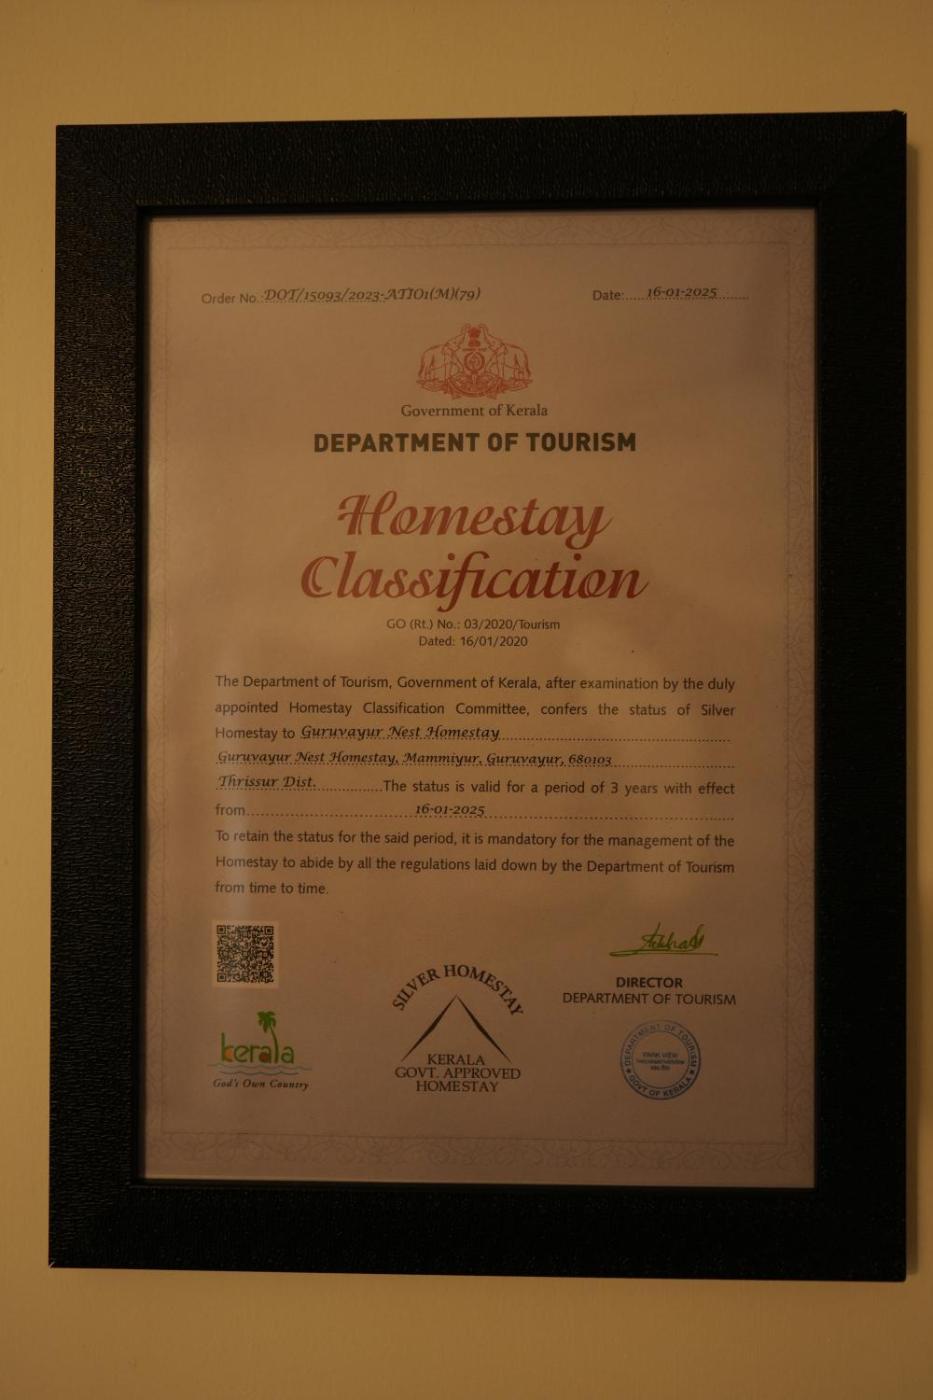 Order No.: DOT/15093/2023-ATIO1(M)(79)
Date:....16-01-2025
Government of Kerala
DEPARTMENT OF TOURISM
Homestay
Classification
GO (Rt.) No.: 03/2020/Tourism
Dated: 16/01/2020
The Department of Tourism, Government of Kerala, after examination by the duly
appointed Homestay Classification Committee, confers the status of Silver
Homestay to Guruvayur Nest Homestay
Guruvayur Nest Homestay, Mammiyur, Guruvayur, 680103
Thrissur Dist. The status is valid for a period of 3 years with effect
from 16-01-2025
To retain the status for the said period, it is mandatory for the management of the
Homestay to abide by all the regulations laid down by the Department of Tourism
from time to time.
DIRECTOR
DEPARTMENT OF TOURISM
kerala
God's Own Country
SILVER HOMESTAY
KERALA
GOVT. APPROVED
HOMESTAY
DEPARTMENT OF TOURISM
GOVT OF KERALA